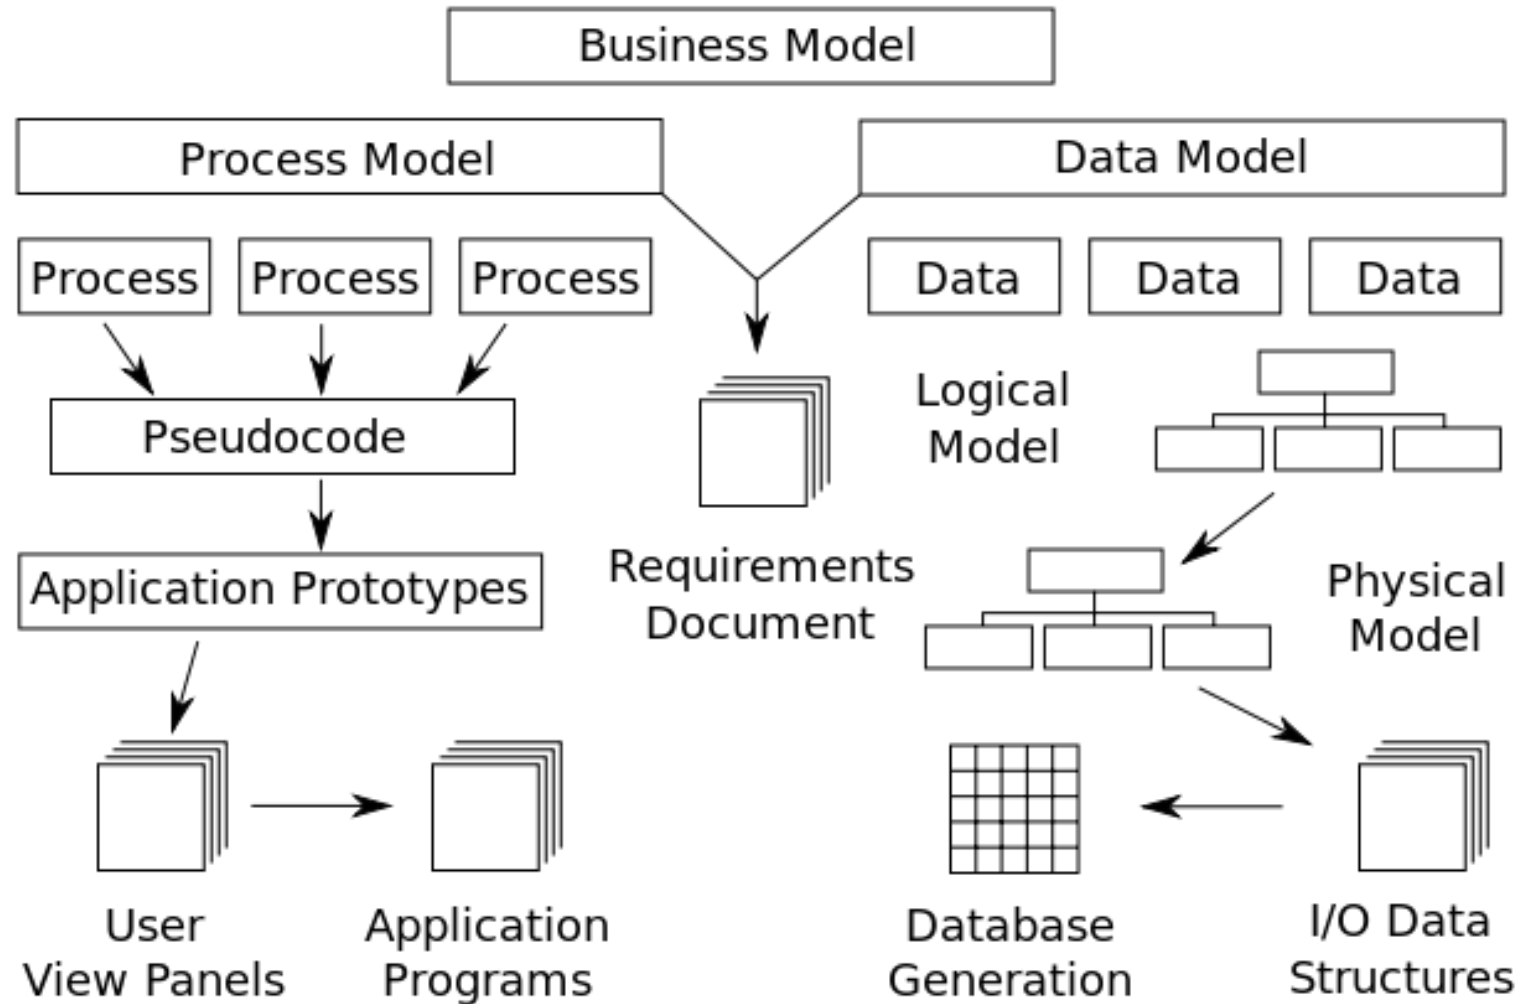 Business Model
Process Model
Data Model
Process
Process
Process
Data
Data
Data
Logical
Model
Pseudocode
Requirements
Document
Physical
Model
Application Prototypes
User
View Panels
Application
Programs
Database
Generation
I/O Data
Structures